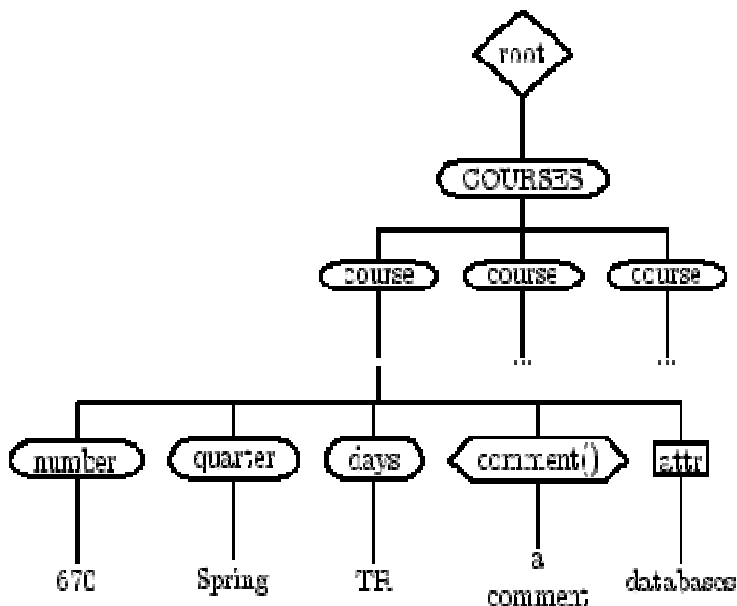 root
COURSES
course course course
... ...
number quarter days comment() attr
670 Spring TR a databases
comment